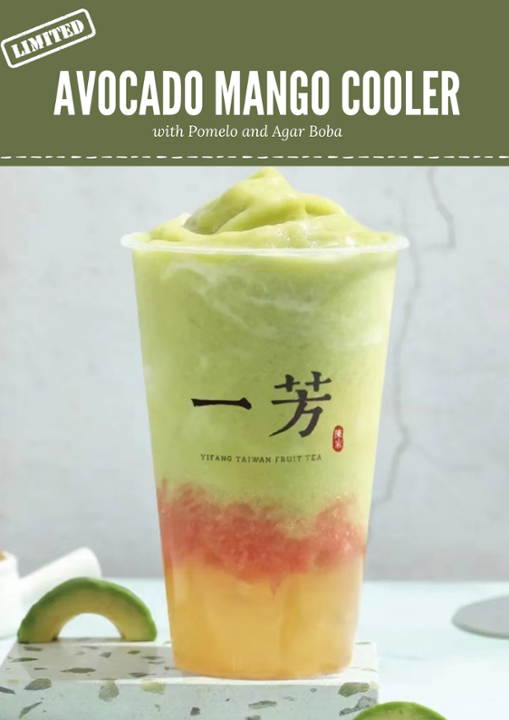 LIMITED
AVOCADO MANGO COOLER
with Pomelo and Agar Boba
一芳
YIFANG TAIWAN FRUIT TEA